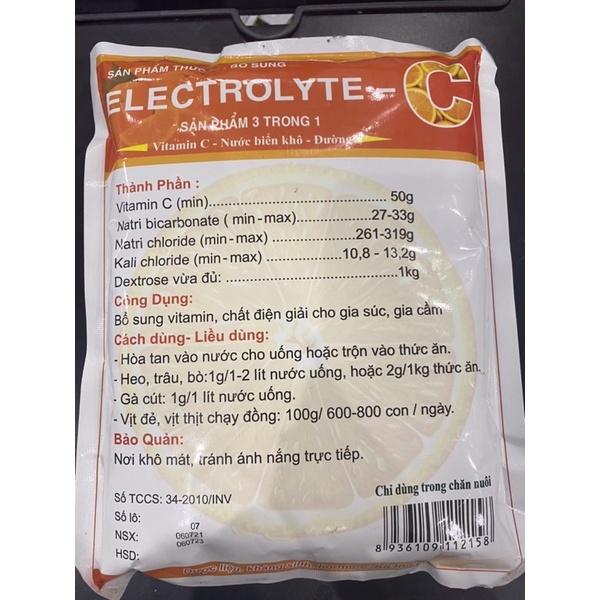 SẢN PHẨM THỨC BỔ SUNG
ELECTROLYTE - C
SẢN PHẨM 3 TRONG 1
Vitamin C - Nước biển khô - Đường
Thành Phần :
Vitamin C (min)........................................ 50g
Natri bicarbonate ( min -max)....................27-33g
Natri chloride (min-max) .......................261-319g
Kali chloride (min-max) .....................10,8 - 13,2g
Dextrose vừa đủ: ......................................1kg
Công Dụng:
Bổ sung vitamin, chất điện giải cho gia súc, gia cầm
Cách dùng- Liều dùng:
- Hòa tan vào nước cho uống hoặc trộn vào thức ăn.
- Heo, trâu, bò:1g/1-2 lít nước uống, hoặc 2g/1kg thức ăn.
- Gà cút: 1g/1 lít nước uống.
- Vịt đẻ, vịt thịt chạy đồng: 100g/ 600-800 con / ngày.
Bảo Quản:
Nơi khô mát, tránh ánh nắng trực tiếp.
Chỉ dùng trong chăn nuôi
Số TCCS: 34-2010/INV
Số lô: 07
NSX: 060721
HSD: 060723
8 936109 112158
Dược liệu, kháng sinh,